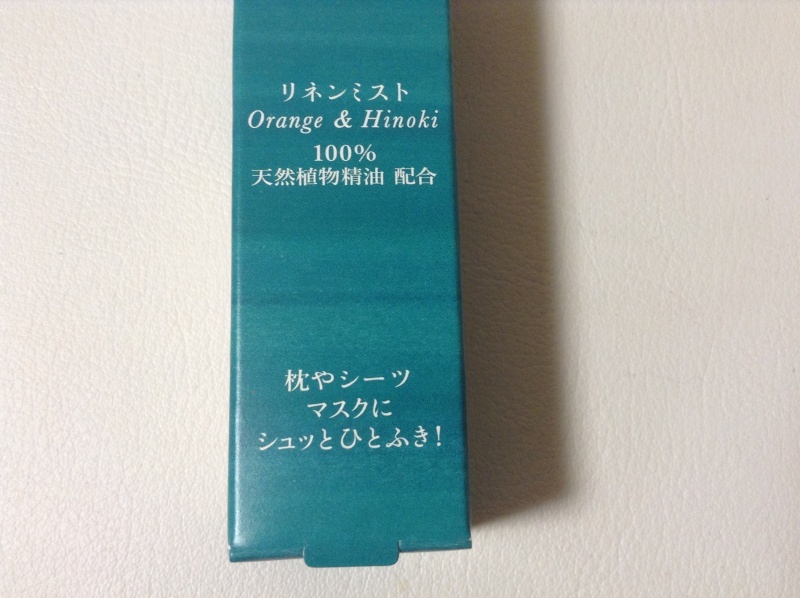 リネンミスト
Orange & Hinoki
100%
天然植物精油 配合
枕やシーツ
マスクに
シュッとひとふき!